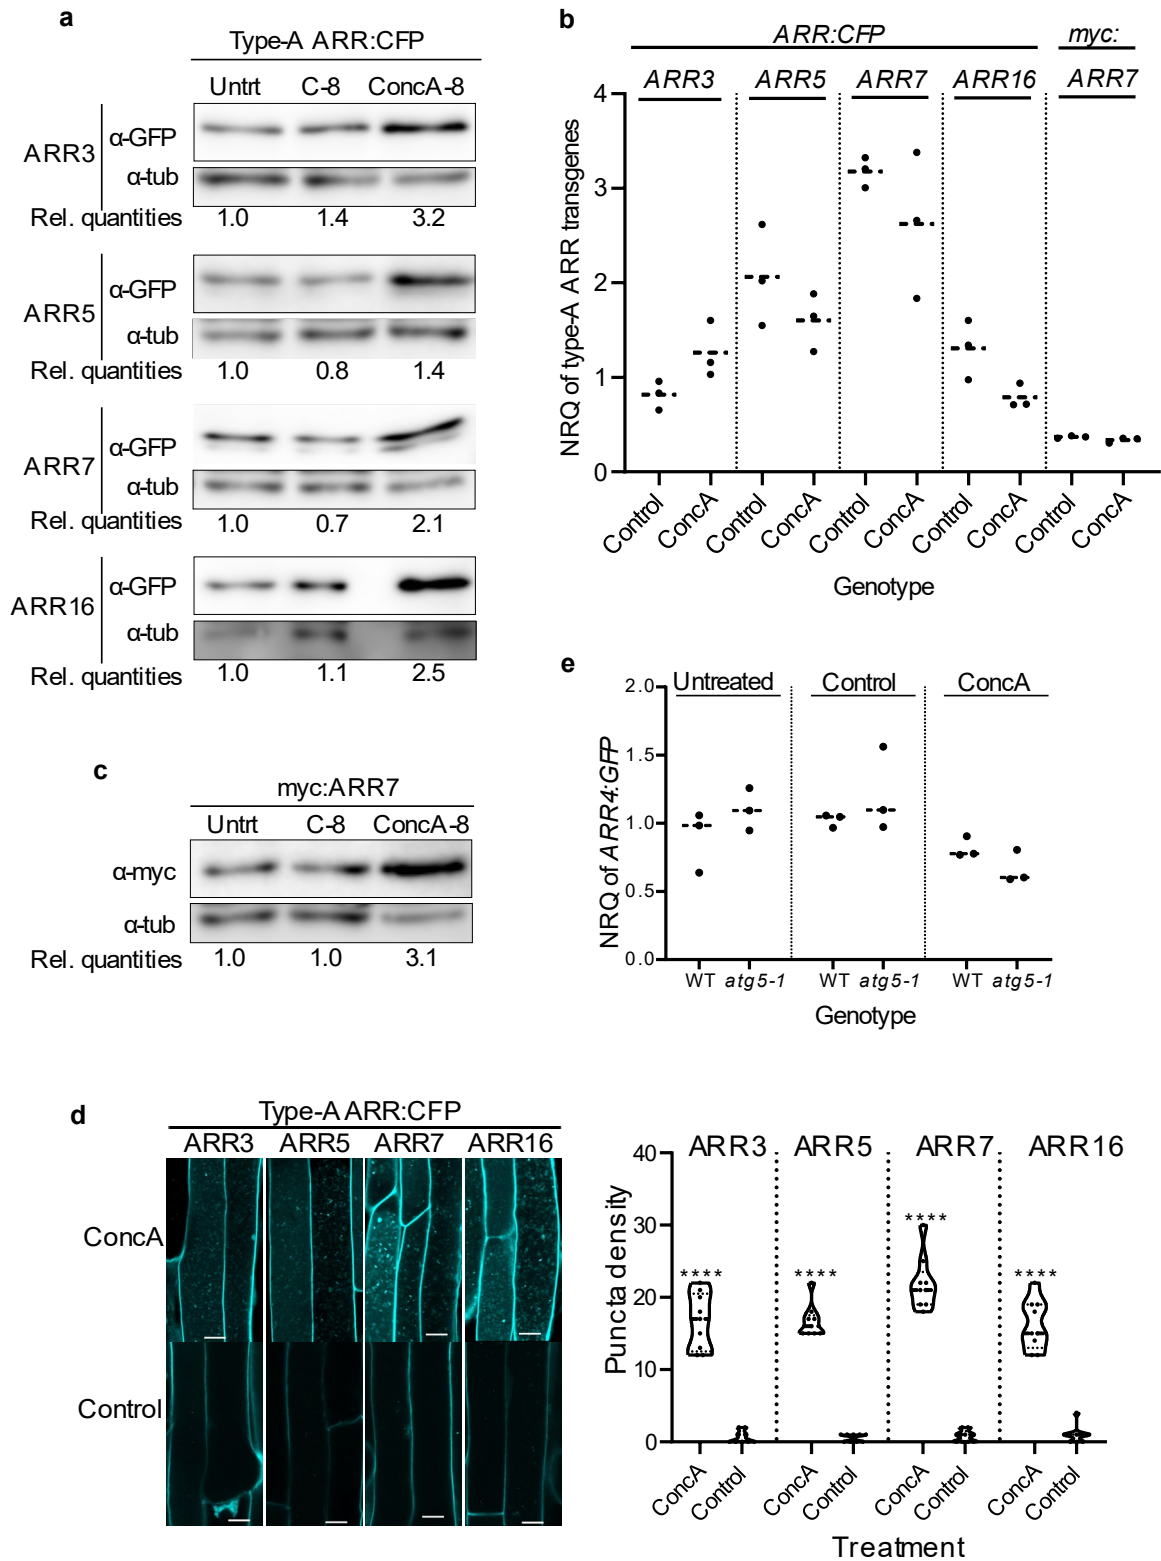 a
Type-A ARR:CFP
Untrt C-8 ConcA-8
ARR3
α-GFP
α-tub
Rel. quantities 1.0 1.4 3.2
ARR5
α-GFP
α-tub
Rel. quantities 1.0 0.8 1.4
ARR7
α-GFP
α-tub
Rel. quantities 1.0 0.7 2.1
ARR16
α-GFP
α-tub
Rel. quantities 1.0 1.1 2.5
b
ARR:CFP myc:
ARR3 ARR5 ARR7 ARR16 ARR7
NRQ of type-A ARR transgenes
4
3
2
1
0
Control ConcA Control ConcA Control ConcA Control ConcA Control ConcA
Genotype
c
myc:ARR7
Untrt C-8 ConcA-8
α-myc
α-tub
Rel. quantities 1.0 1.0 3.1
e
Untreated Control ConcA
NRQ of ARR4:GFP
2.0
1.5
1.0
0.5
0.0
WT atg5-1 WT atg5-1 WT atg5-1
Genotype
d
Type-A ARR:CFP
ARR3 ARR5 ARR7 ARR16
ConcA
Control
ARR3 ARR5 ARR7 ARR16
Puncta density
40
30
20
10
0
**** **** **** ****
ConcA Control ConcA Control ConcA Control ConcA Control
Treatment